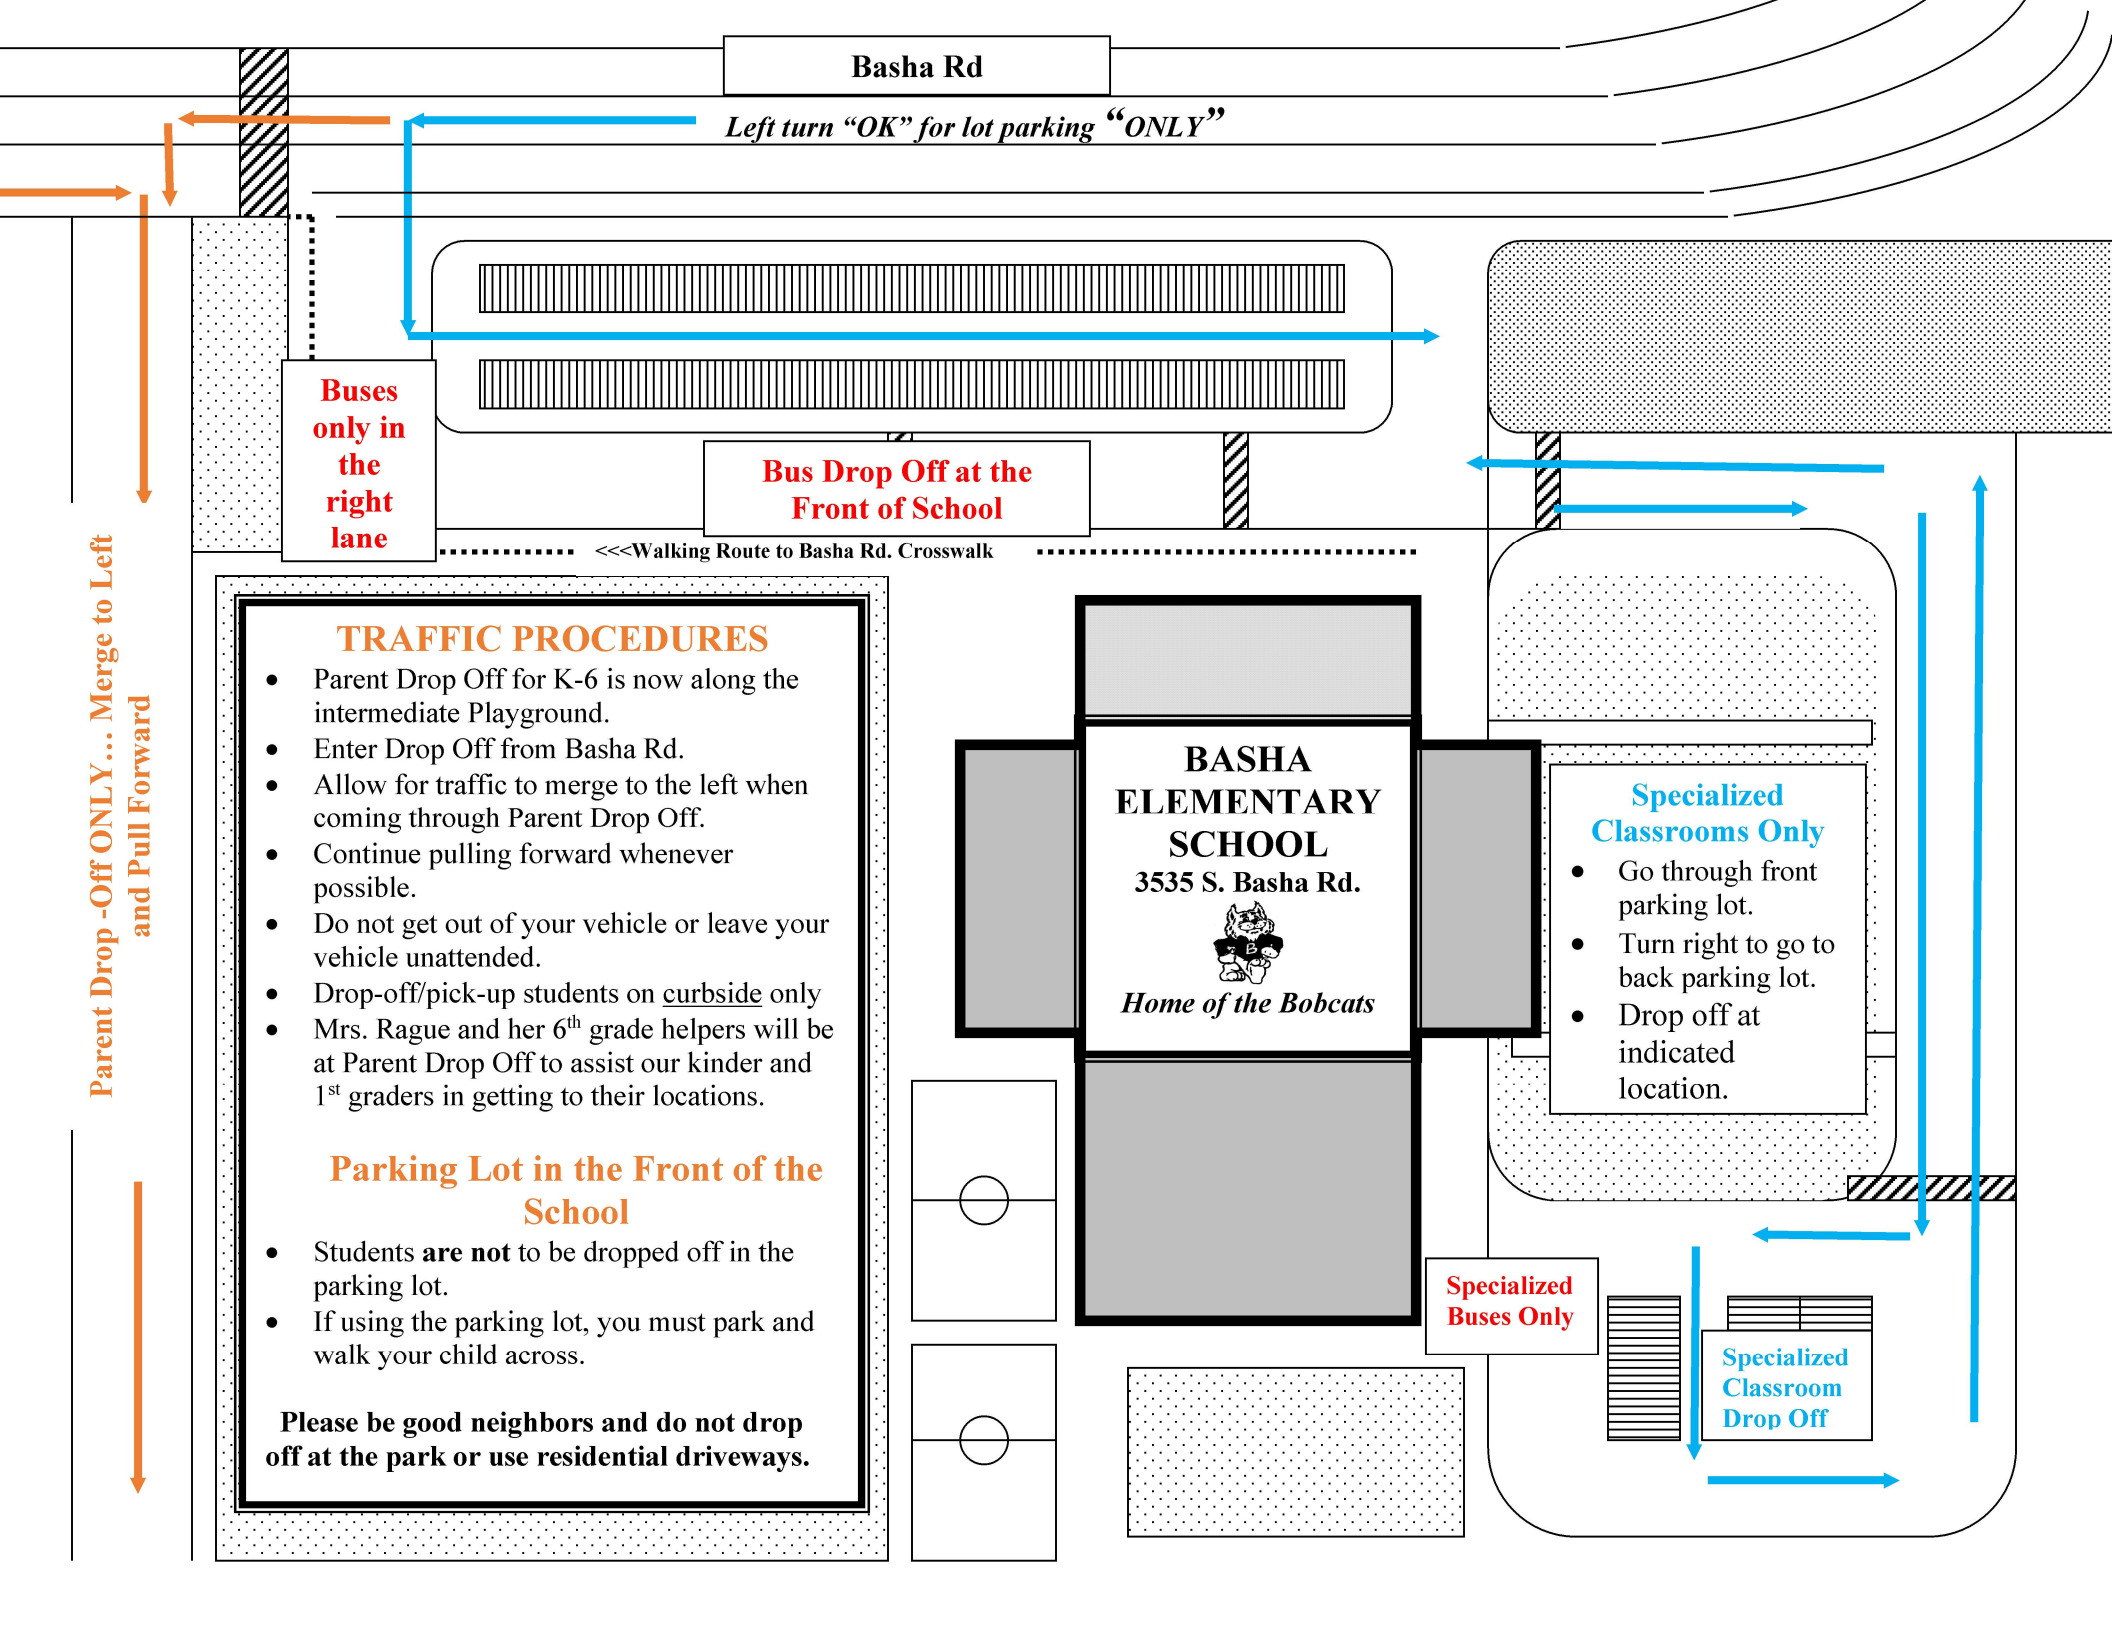 Basha Rd
Left turn “OK” for lot parking “ONLY”
Buses
only in
the
right
lane
Bus Drop Off at the
Front of School
<<<Walking Route to Basha Rd. Crosswalk
Parent Drop -Off ONLY… Merge to Left
and Pull Forward
TRAFFIC PROCEDURES
• Parent Drop Off for K-6 is now along the
intermediate Playground.
• Enter Drop Off from Basha Rd.
• Allow for traffic to merge to the left when
coming through Parent Drop Off.
• Continue pulling forward whenever
possible.
• Do not get out of your vehicle or leave your
vehicle unattended.
• Drop-off/pick-up students on curbside only
• Mrs. Rague and her 6th grade helpers will be
at Parent Drop Off to assist our kinder and
1st graders in getting to their locations.
Parking Lot in the Front of the
School
• Students are not to be dropped off in the
parking lot.
• If using the parking lot, you must park and
walk your child across.
Please be good neighbors and do not drop
off at the park or use residential driveways.
BASHA
ELEMENTARY
SCHOOL
3535 S. Basha Rd.
B
Home of the Bobcats
Specialized
Classrooms Only
• Go through front
parking lot.
• Turn right to go to
back parking lot.
• Drop off at
indicated
location.
Specialized
Buses Only
Specialized
Classroom
Drop Off